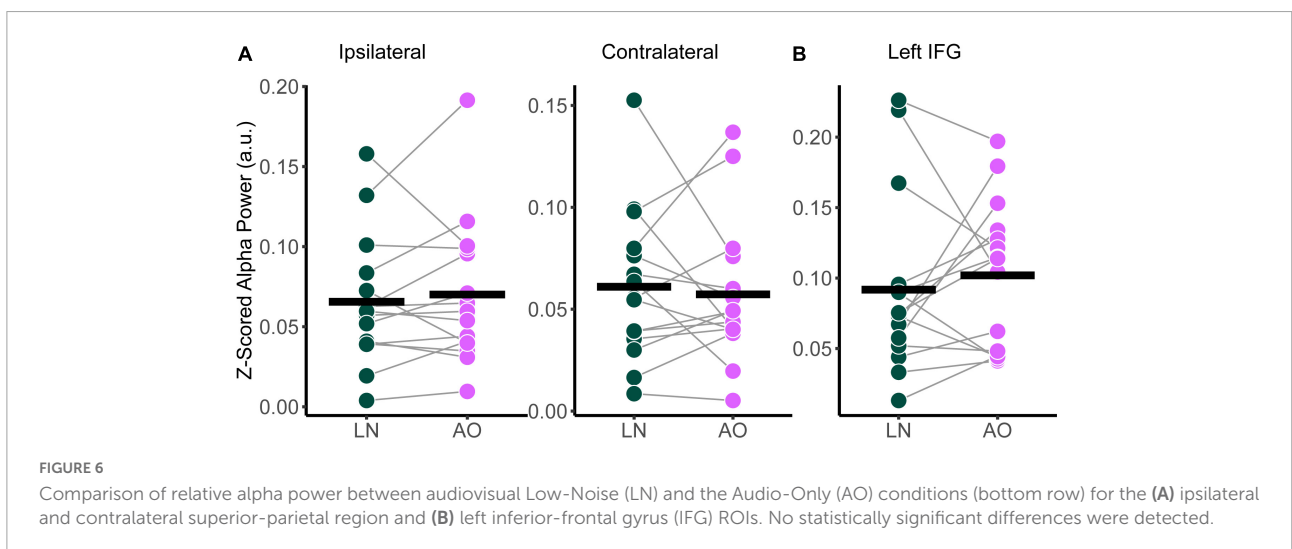 A Ipsilateral Contralateral B Left IFG
Z-Scored Alpha Power (a.u.)
0.20
0.15
0.10
0.05
0.00
LN AO
0.15
0.10
0.05
0.00
LN AO
0.20
0.15
0.10
0.05
LN AO
FIGURE 6
Comparison of relative alpha power between audiovisual Low-Noise (LN) and the Audio-Only (AO) conditions (bottom row) for the (A) ipsilateral
and contralateral superior-parietal region and (B) left inferior-frontal gyrus (IFG) ROIs. No statistically significant differences were detected.